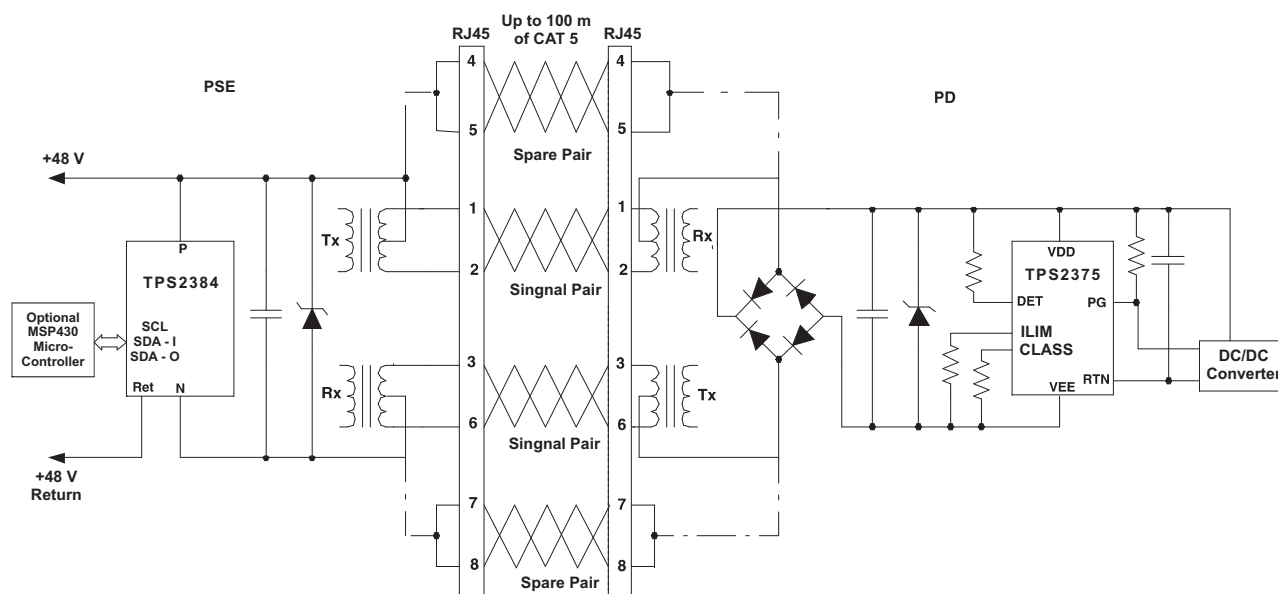 Up to 100 m
of CAT 5
RJ45
RJ45
PSE
PD
4
4
5
5
Spare Pair
+48 V
1
1
Tx
Rx
2
2
Singnal Pair
P
TPS2384
SCL
SDA - I
SDA - O
Ret
N
Optional
MSP430
Micro-
Controller
VDD
TPS2375
DET
PG
ILIM
CLASS
VEE
RTN
DC/DC
Converter
3
3
Rx
Tx
6
6
Singnal Pair
+48 V
Return
7
7
8
8
Spare Pair